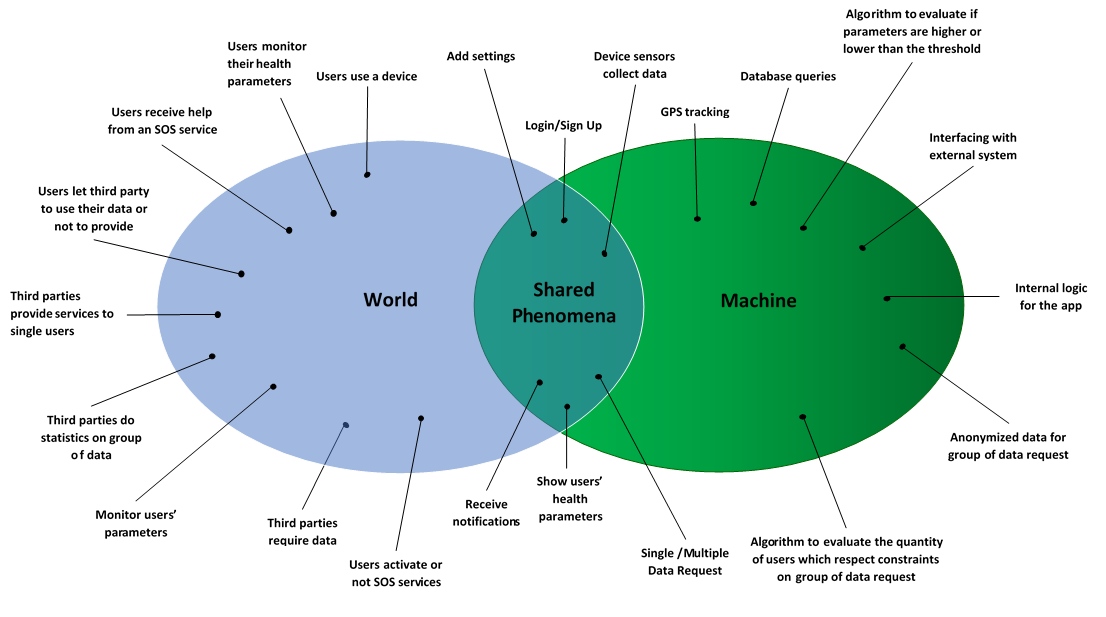 Algorithm to evaluate if
parameters are higher or
lower than the threshold
Users monitor
their health
parameters
Users use a device
Add settings
Device sensors
collect data
Database queries
Users receive help
from an SOS service
Login/Sign Up
GPS tracking
Interfacing with
external system
Users let third party
to use their data or
not to provide
Third parties
provide services to
single users
World
Shared
Phenomena
Machine
Internal logic
for the app
Third parties do
statistics on group
of data
Anonymized data for
group of data request
Monitor users’
parameters
Third parties
require data
Users activate or
not SOS services
Receive
notifications
Show users’
health
parameters
Single /Multiple
Data Request
Algorithm to evaluate the quantity
of users which respect constraints
on group of data request